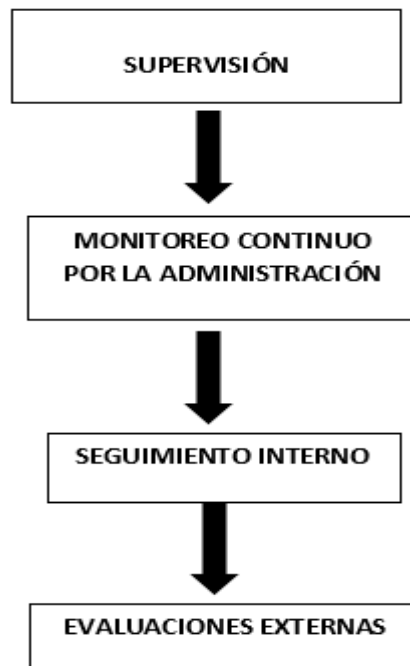 SUPERVISIÓN
MONITOREO CONTINUO
POR LA ADMINISTRACIÓN
SEGUIMIENTO INTERNO
EVALUACIONES EXTERNAS